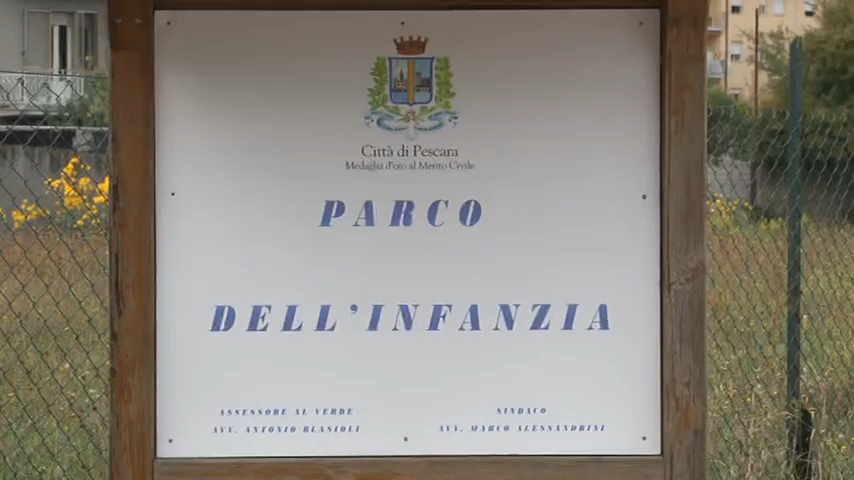 Città di Pescara
Medaglia d'oro al Merito Civile
PARCO
DELL'INFANZIA
ASSESSORE AL VERDE
AVV. ANTONIO BLASIOLI
SINDACO
AVV. MARCO ALESSANDRINI